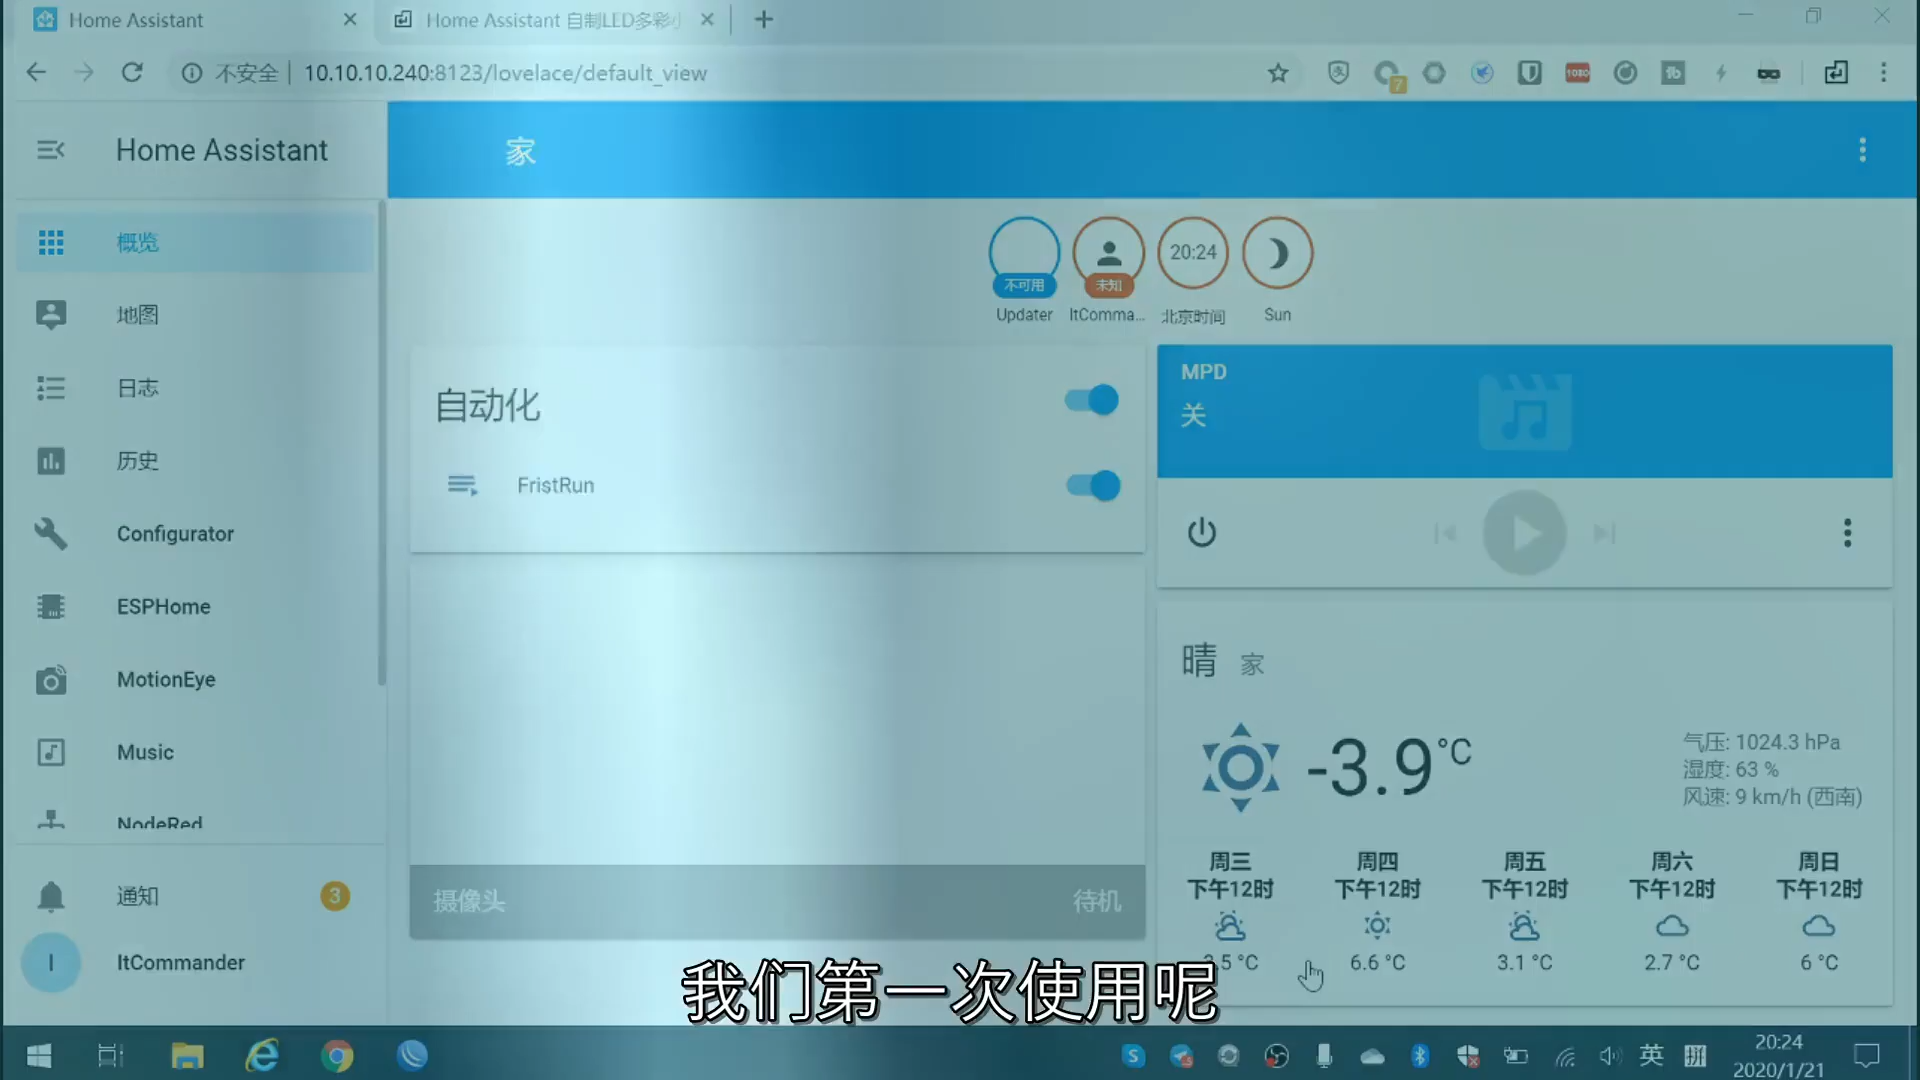 Home Assistant
Home Assistant 自制LED多彩小
不安全 | 10.10.10.240:8123/lovelace/default_view
7
1080
Home Assistant
家
概览
地图
日志
历史
Configurator
ESPHome
MotionEye
Music
NodeRed
通知
3
I
ItCommander
不可用
未知
20:24
Updater
ItComma...
北京时间
Sun
自动化
FristRun
摄像头
待机
MPD
关
晴 家
-3.9 °C
气压: 1024.3 hPa
湿度: 63 %
风速: 9 km/h (西南)
周三 周四 周五 周六 周日
下午12时 下午12时 下午12时 下午12时 下午12时
.5 °C 6.6 °C 3.1 °C 2.7 °C 6 °C
我们第一次使用呢
英 拼
20:24
2020/1/21